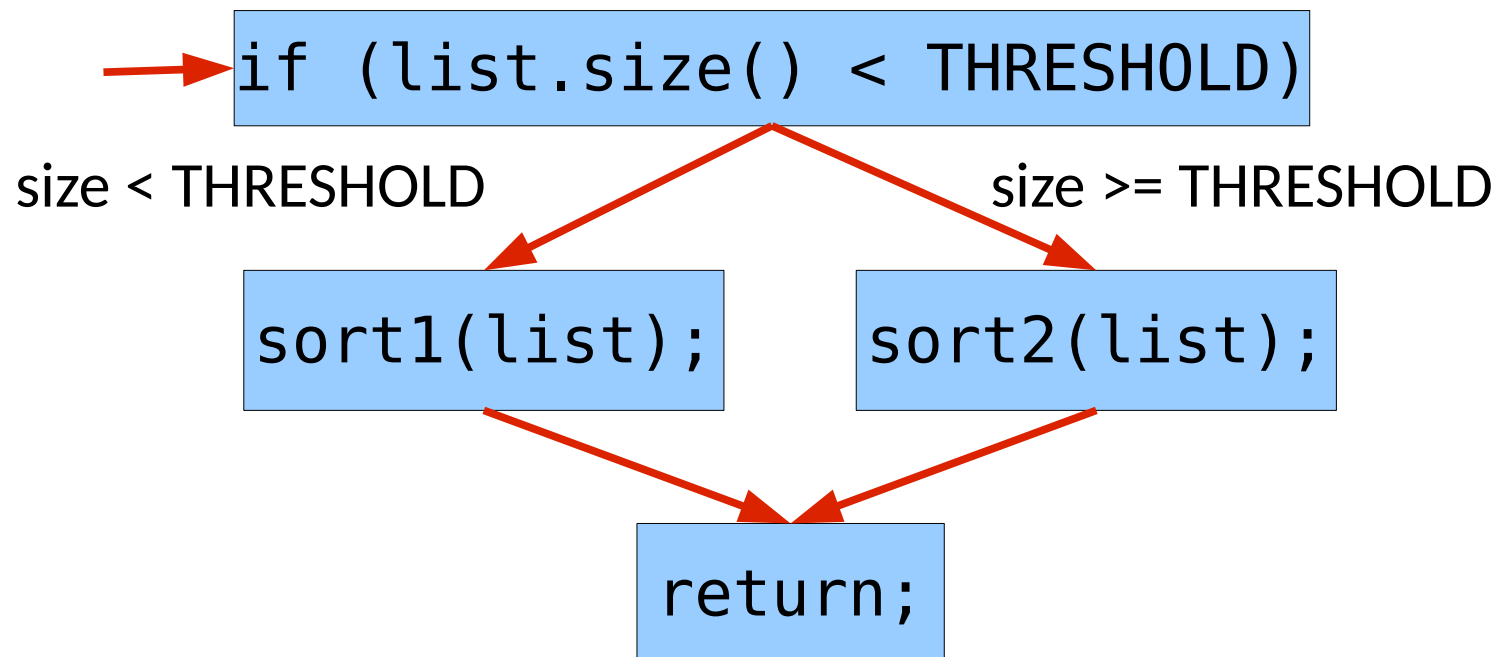 if (list.size() < THRESHOLD)
size < THRESHOLD
size >= THRESHOLD
sort1(list);
sort2(list);
return;